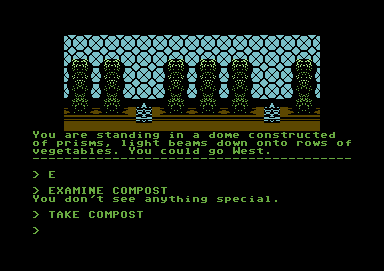 You are standing in a dome constructed
of prisms, light beams down onto rows of
vegetables. You could go West.
----------------------------------------
> E
> EXAMINE COMPOST
You don't see anything special.
> TAKE COMPOST
>